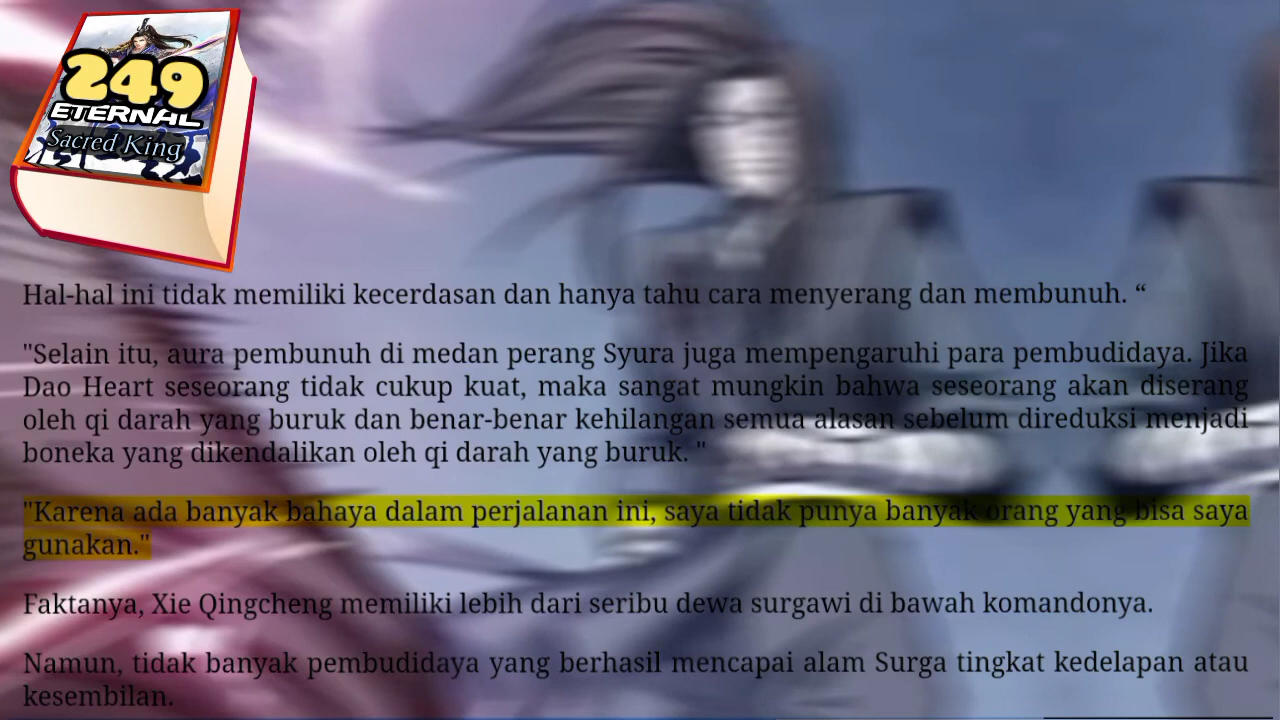 249
ETERNAL
Sacred King
Hal-hal ini tidak memiliki kecerdasan dan hanya tahu cara menyerang dan membunuh. “
"Selain itu, aura pembunuh di medan perang Syura juga mempengaruhi para pembudidaya. Jika
Dao Heart seseorang tidak cukup kuat, maka sangat mungkin bahwa seseorang akan diserang
oleh qi darah yang buruk dan benar-benar kehilangan semua alasan sebelum direduksi menjadi
boneka yang dikendalikan oleh qi darah yang buruk. "
"Karena ada banyak bahaya dalam perjalanan ini, saya tidak punya banyak orang yang bisa saya
gunakan."
Faktanya, Xie Qingcheng memiliki lebih dari seribu dewa surgawi di bawah komandonya.
Namun, tidak banyak pembudidaya yang berhasil mencapai alam Surga tingkat kedelapan atau
kesembilan.